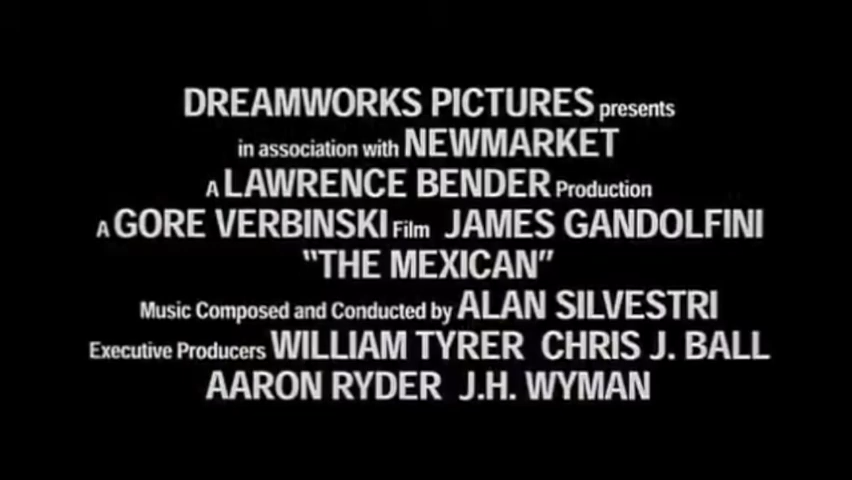 DREAMWORKS PICTURES presents
in association with NEWMARKET
A LAWRENCE BENDER Production
A GORE VERBINSKI Film JAMES GANDOLFINI
"THE MEXICAN"
Music Composed and Conducted by ALAN SILVESTRI
Executive Producers WILLIAM TYRER CHRIS J. BALL
AARON RYDER J.H. WYMAN